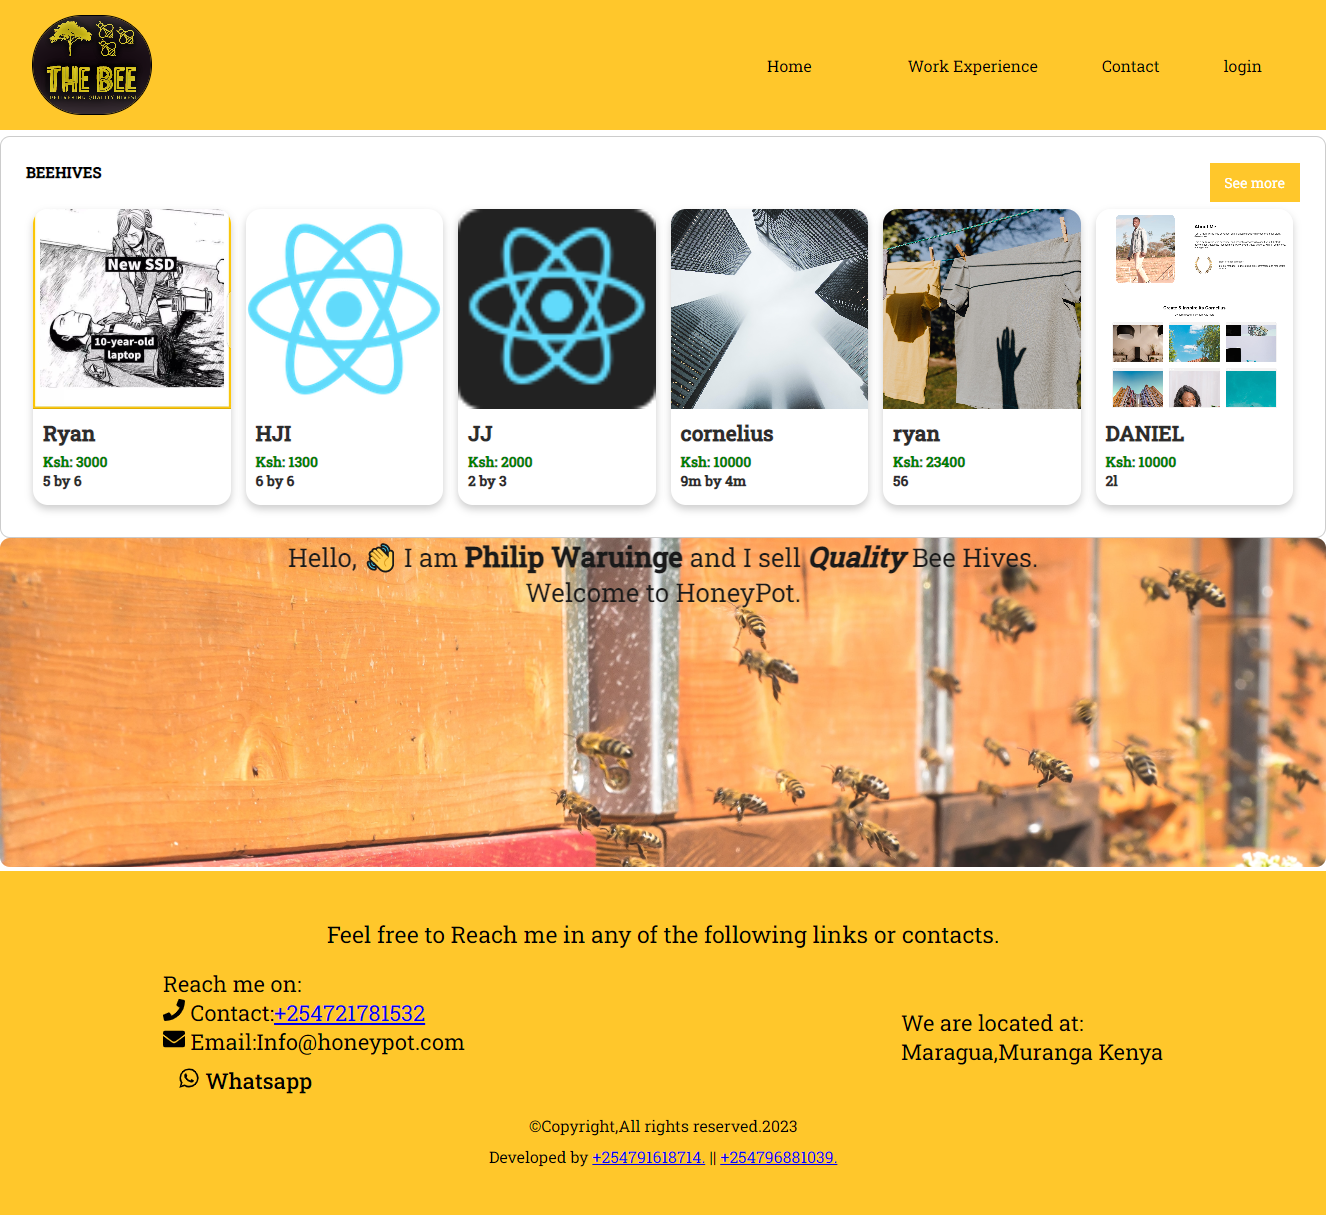 THE BEE
DELIVERING QUALITY HIVES
Home
Work Experience
Contact
login
BEEHIVES
See more
New SSD
10-year-old
laptop
Ryan
Ksh: 3000
5 by 6
HJI
Ksh: 1300
6 by 6
JJ
Ksh: 2000
2 by 3
cornelius
Ksh: 10000
9m by 4m
ryan
Ksh: 23400
56
DANIEL
Ksh: 10000
2l
Hello, 👋 I am Philip Waruinge and I sell Quality Bee Hives.
Welcome to HoneyPot.
Feel free to Reach me in any of the following links or contacts.
Reach me on:
Contact:+254721781532
Email:Info@honeypot.com
Whatsapp
We are located at:
Maragua,Muranga Kenya
©Copyright,All rights reserved.2023
Developed by +254791618714. || +254796881039.